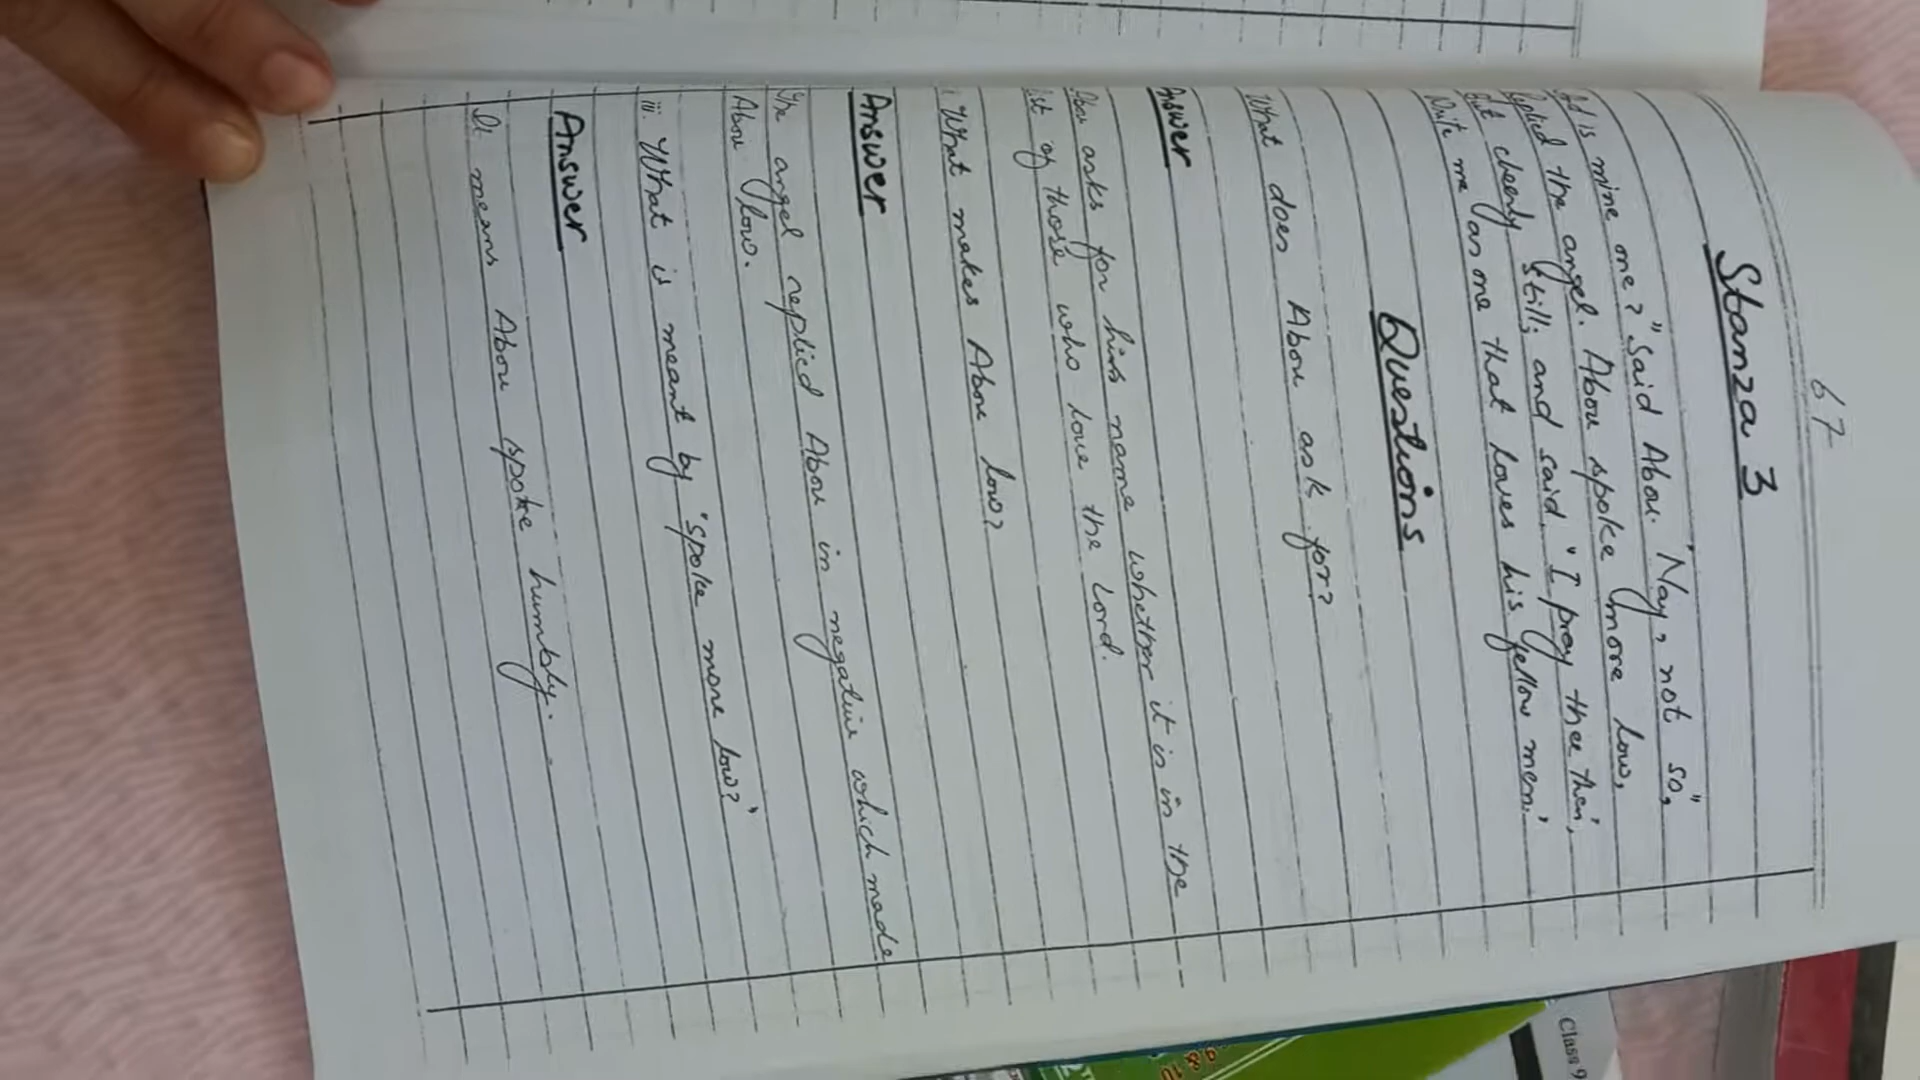 67
Stanza 3
is mine one?" said Abou. "Nay, not so,"
Replied the angel. Abou spoke more low,
But cheerly still; and said. "I pray thee then,
Write me as one that loves his fellow men."
Questions
What does Abou ask for?
Answer
Abou asks for his name whether it is in the
list of those who love the Lord.
What makes Abou low?
Answer
The angel replied Abou in negative which made
Abou low.
iii. What is meant by "spoke more low?"
Answer
It means Abou spoke humbly.
Class 9
9 & 10